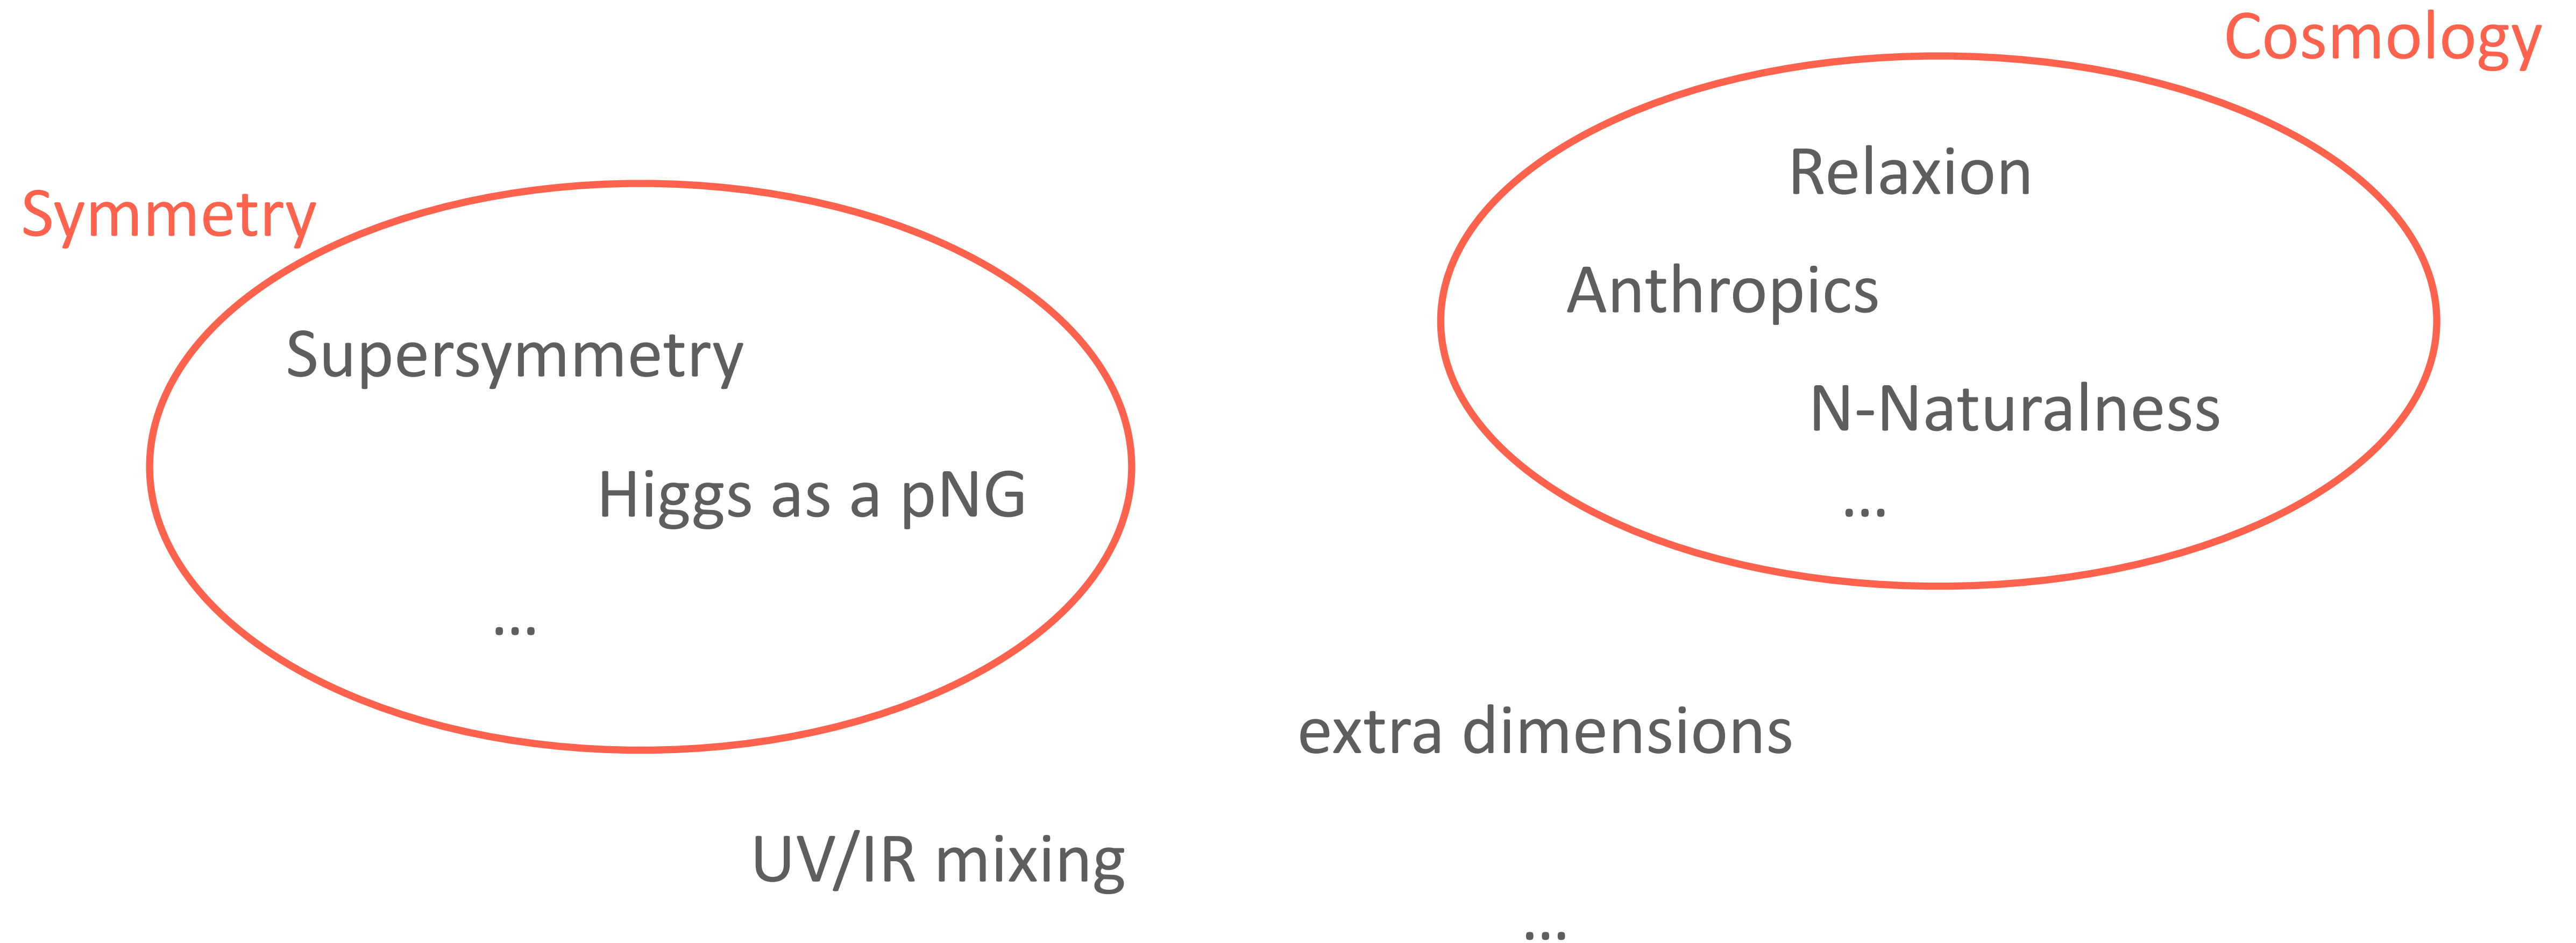 Cosmology
Relaxion
Anthropics
N-Naturalness
...
Symmetry
Supersymmetry
Higgs as a pNG
...
extra dimensions
UV/IR mixing
...